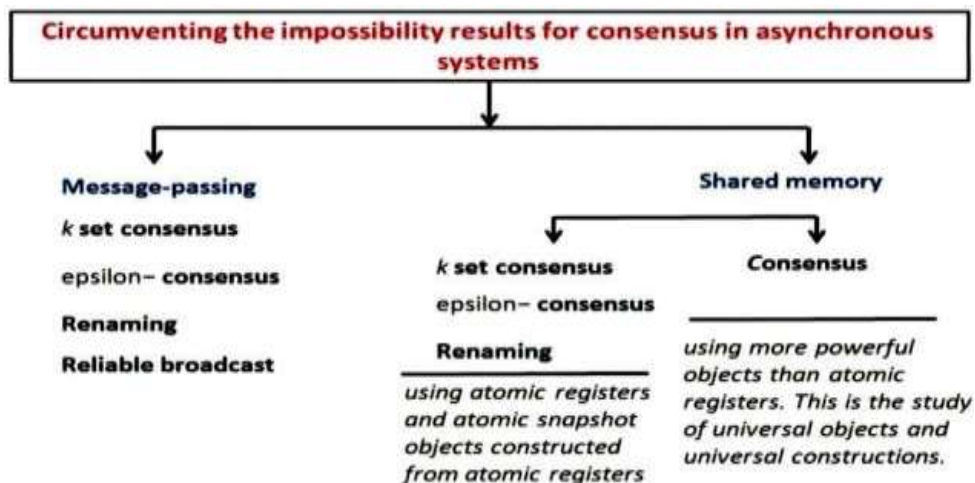 Circumventing the impossibility results for consensus in asynchronous
systems
Message-passing
k set consensus
epsilon– consensus
Renaming
Reliable broadcast
Shared memory
k set consensus
epsilon– consensus
Renaming
using atomic registers
and atomic snapshot
objects constructed
from atomic registers
Consensus
using more powerful
objects than atomic
registers. This is the study
of universal objects and
universal constructions.